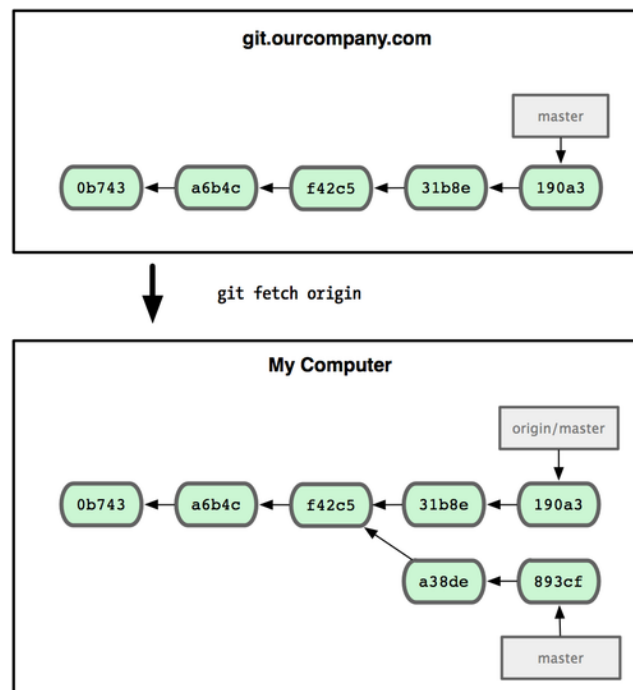 git.ourcompany.com
master
0b743 a6b4c f42c5 31b8e 190a3
git fetch origin
My Computer
origin/master
0b743 a6b4c f42c5 31b8e 190a3
a38de 893cf
master